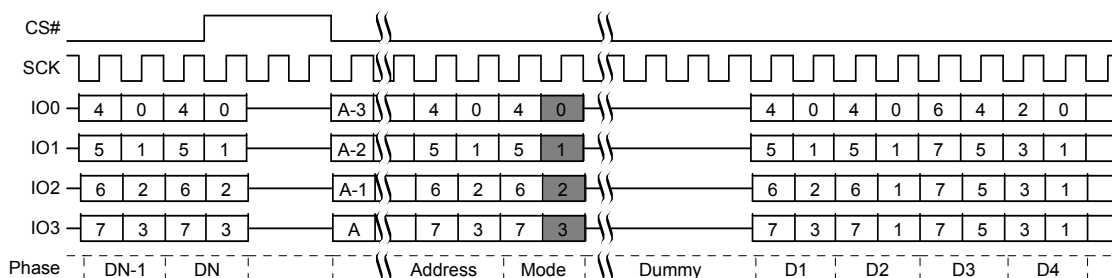 CS#
SCK
IO0 4 0 4 0 A-3 4 0 4 0 4 0 4 0 6 4 2 0
IO1 5 1 5 1 A-2 5 1 5 1 5 1 5 1 7 5 3 1
IO2 6 2 6 2 A-1 6 2 6 2 6 2 6 1 7 5 3 1
IO3 7 3 7 3 A 7 3 7 3 7 3 7 1 7 5 3 1
Phase DN-1 DN Address Mode Dummy D1 D2 D3 D4